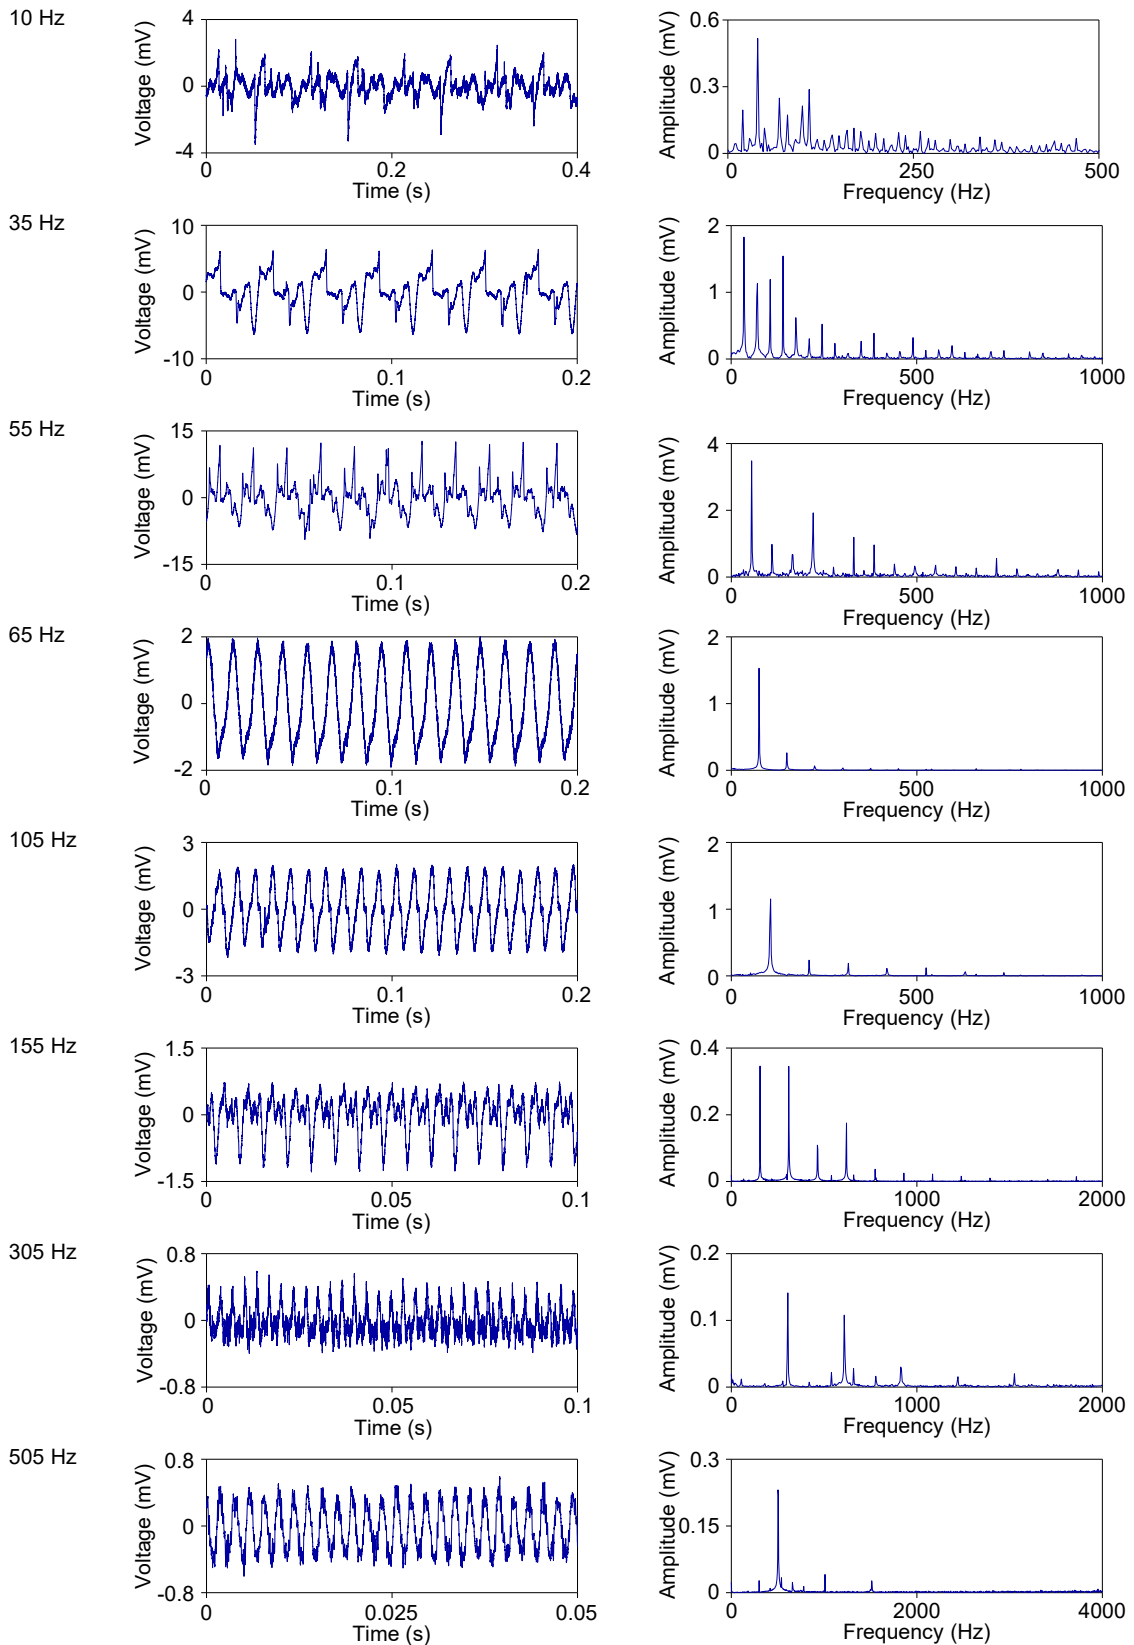 10 Hz
Voltage (mV)
4
0
-4
0
0.2
0.4
Time (s)
Amplitude (mV)
0.6
0.3
0
0
250
500
Frequency (Hz)
35 Hz
Voltage (mV)
10
0
-10
0
0.1
0.2
Time (s)
Amplitude (mV)
2
1
0
0
500
1000
Frequency (Hz)
55 Hz
Voltage (mV)
15
0
-15
0
0.1
0.2
Time (s)
Amplitude (mV)
4
2
0
0
500
1000
Frequency (Hz)
65 Hz
Voltage (mV)
2
0
-2
0
0.1
0.2
Time (s)
Amplitude (mV)
2
1
0
0
500
1000
Frequency (Hz)
105 Hz
Voltage (mV)
3
0
-3
0
0.1
0.2
Time (s)
Amplitude (mV)
2
1
0
0
500
1000
Frequency (Hz)
155 Hz
Voltage (mV)
1.5
0
-1.5
0
0.05
0.1
Time (s)
Amplitude (mV)
0.4
0.2
0
0
1000
2000
Frequency (Hz)
305 Hz
Voltage (mV)
0.8
0
-0.8
0
0.05
0.1
Time (s)
Amplitude (mV)
0.2
0.1
0
0
1000
2000
Frequency (Hz)
505 Hz
Voltage (mV)
0.8
0
-0.8
0
0.025
0.05
Time (s)
Amplitude (mV)
0.3
0.15
0
0
2000
4000
Frequency (Hz)